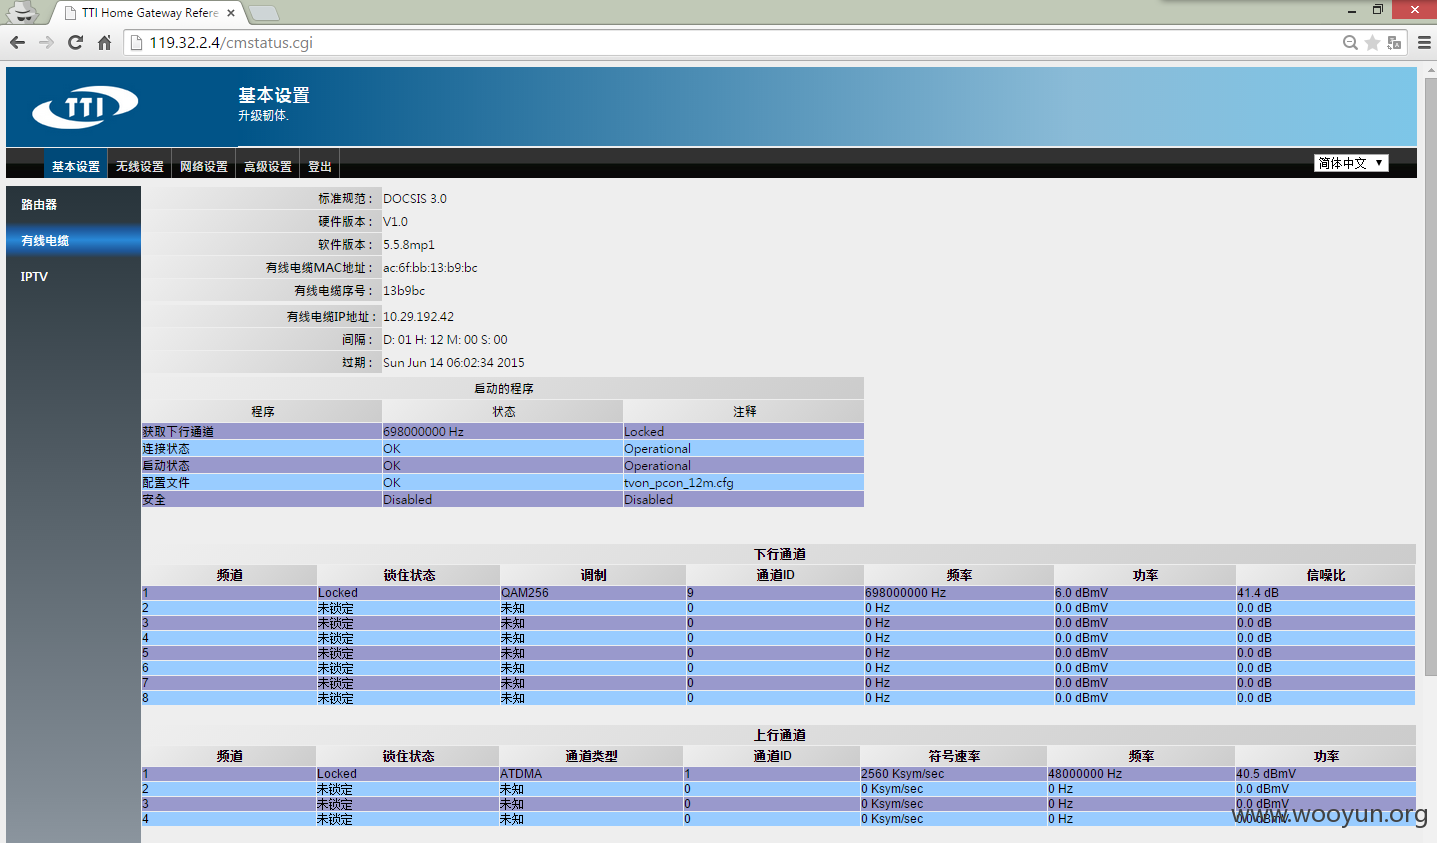 TTI Home Gateway Refere
119.32.2.4/cmstatus.cgi
TTI
基本设置
升级韧体.
基本设置 无线设置 网络设置 高级设置 登出 简体中文
路由器
有线电缆
IPTV
标准规范： DOCSIS 3.0
硬件版本： V1.0
软件版本： 5.5.8mp1
有线电缆MAC地址： ac:6f:bb:13:b9:bc
有线电缆序号： 13b9bc
有线电缆IP地址： 10.29.192.42
间隔： D: 01 H: 12 M: 00 S: 00
过期： Sun Jun 14 06:02:34 2015
启动的程序
程序 状态 注释
获取下行通道 698000000 Hz Locked
连接状态 OK Operational
启动状态 OK Operational
配置文件 OK tvon_pcon_12m.cfg
安全 Disabled Disabled
下行通道
频道 锁住状态 调制 通道ID 频率 功率 信噪比
1 Locked QAM256 9 698000000 Hz 6.0 dBmV 41.4 dB
2 未锁定 未知 0 0 Hz 0.0 dBmV 0.0 dB
3 未锁定 未知 0 0 Hz 0.0 dBmV 0.0 dB
4 未锁定 未知 0 0 Hz 0.0 dBmV 0.0 dB
5 未锁定 未知 0 0 Hz 0.0 dBmV 0.0 dB
6 未锁定 未知 0 0 Hz 0.0 dBmV 0.0 dB
7 未锁定 未知 0 0 Hz 0.0 dBmV 0.0 dB
8 未锁定 未知 0 0 Hz 0.0 dBmV 0.0 dB
上行通道
频道 锁住状态 通道类型 通道ID 符号速率 频率 功率
1 Locked ATDMA 1 2560 Ksym/sec 48000000 Hz 40.5 dBmV
2 未锁定 未知 0 0 Ksym/sec 0 Hz 0.0 dBmV
3 未锁定 未知 0 0 Ksym/sec 0 Hz 0.0 dBmV
4 未锁定 未知 0 0 Ksym/sec 0 Hz 0.0 dBmV
www.wooyun.org